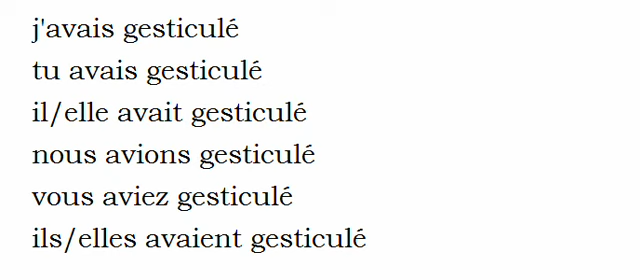 j'avais gesticulé
tu avais gesticulé
il/elle avait gesticulé
nous avions gesticulé
vous aviez gesticulé
ils/elles avaient gesticulé